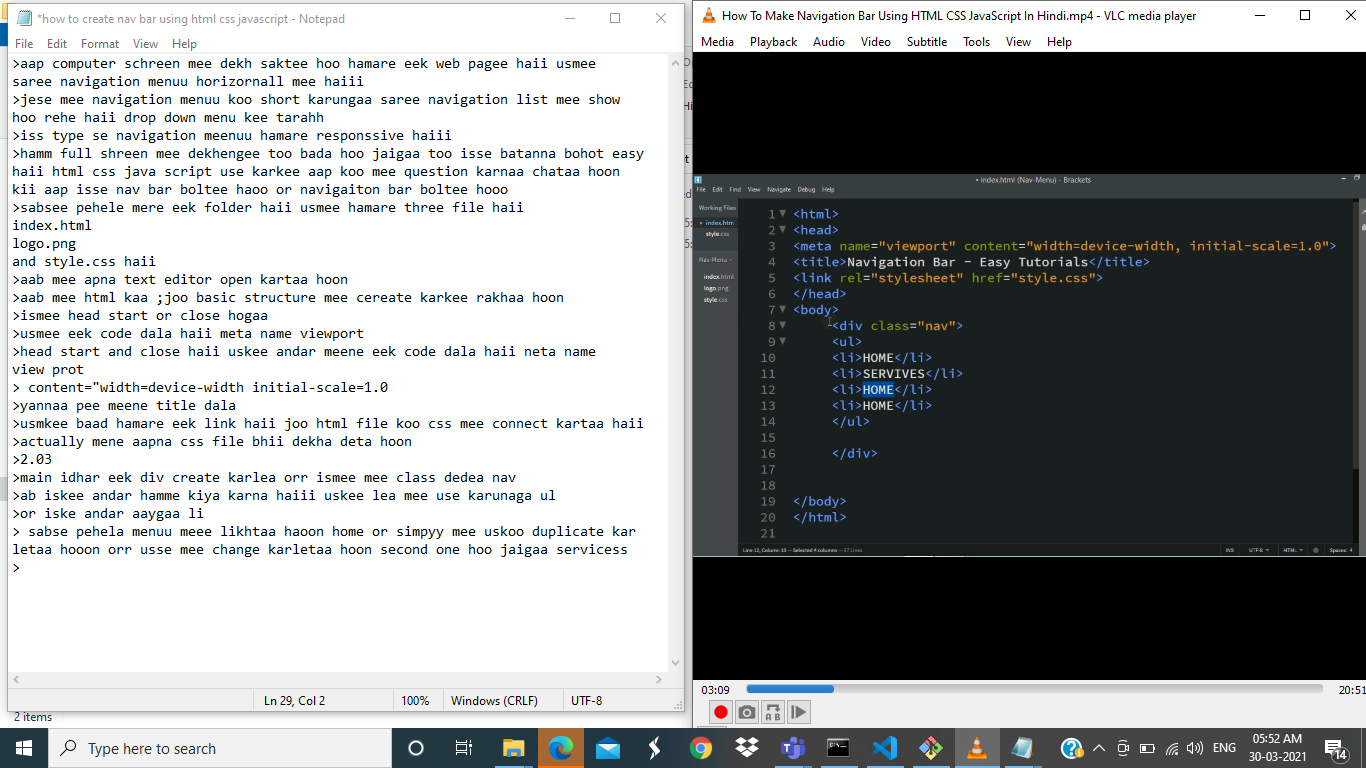 *how to create nav bar using html css javascript - Notepad
File Edit Format View Help
>aap computer schreen mee dekh saktee hoo hamare eek web pagee haii usmee
saree navigation menuu horizornall mee haiii
>jese mee navigation menuu koo short karungaa saree navigation list mee show
hoo rehe haii drop down menu kee tarahh
>iss type se navigation meenuu hamare responssive haiii
>hamm full shreen mee dekhengee too bada hoo jaigaa too isse batanna bohot easy
haii html css java script use karkee aap koo mee question karnaa chataa hoon
kii aap isse nav bar boltee haoo or navigaiton bar boltee hooo
>sabsee pehele mere eek folder haii usmee hamare three file haii
index.html
logo.png
and style.css haii
>aab mee apna text editor open kartaa hoon
>aab mee html kaa ;joo basic structure mee cereate karkee rakhaa hoon
>ismee head start or close hogaa
>usmee eek code dala haii meta name viewport
>head start and close haii uskee andar meene eek code dala haii neta name
view prot
> content="width=device-width initial-scale=1.0
>yannaa pee meene title dala
>usmkee baad hamare eek link haii joo html file koo css mee connect kartaa haii
>actually mene aapna css file bhii dekha deta hoon
>2.03
>main idhar eek div create karlea orr ismee mee class dedea nav
>ab iskee andar hamme kiya karna haiii uskee lea mee use karunaga ul
>or iske andar aaygaa li
> sabse pehela menuu meee likhtaa haoon home or simpyy mee uskoo duplicate kar
letaa hooon orr usse mee change karletaa hoon second one hoo jaigaa servicess
>
Ln 29, Col 2 100% Windows (CRLF) UTF-8
2 items
How To Make Navigation Bar Using HTML CSS JavaScript In Hindi.mp4 - VLC media player
Media Playback Audio Video Subtitle Tools View Help
• index.html (Nav-Menu) - Brackets
File Edit Find View Navigate Debug Help
Working Files
index.htm
style.css
Nav-Menu
index.html
logo.png
style.css
1 <html>
2 <head>
3 <meta name="viewport" content="width=device-width, initial-scale=1.0">
4 <title>Navigation Bar - Easy Tutorials</title>
5 <link rel="stylesheet" href="style.css">
6 </head>
7 <body>
8 <div class="nav">
9 <ul>
10 <li>HOME</li>
11 <li>SERVIVES</li>
12 <li>HOME</li>
13 <li>HOME</li>
14 </ul>
15
16 </div>
17
18
19 </body>
20 </html>
21
Line 12, Column 10 — Selected 4 columns — 27 Lines INS UTF-8 HTML Spaces: 4
03:09 20:51
Type here to search
ENG 05:52 AM
30-03-2021
14